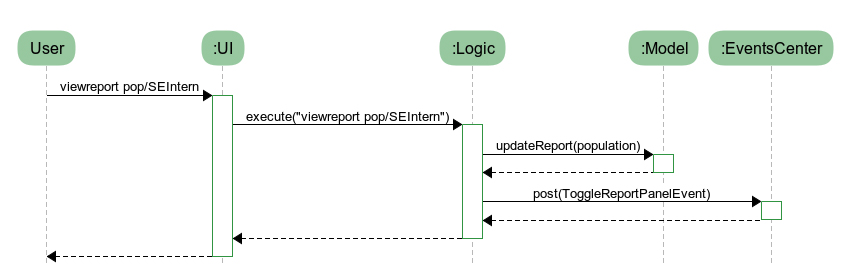 User
:UI
:Logic
:Model
:EventsCenter
viewreport pop/SEIntern
execute("viewreport pop/SEIntern")
updateReport(population)
post(ToggleReportPanelEvent)